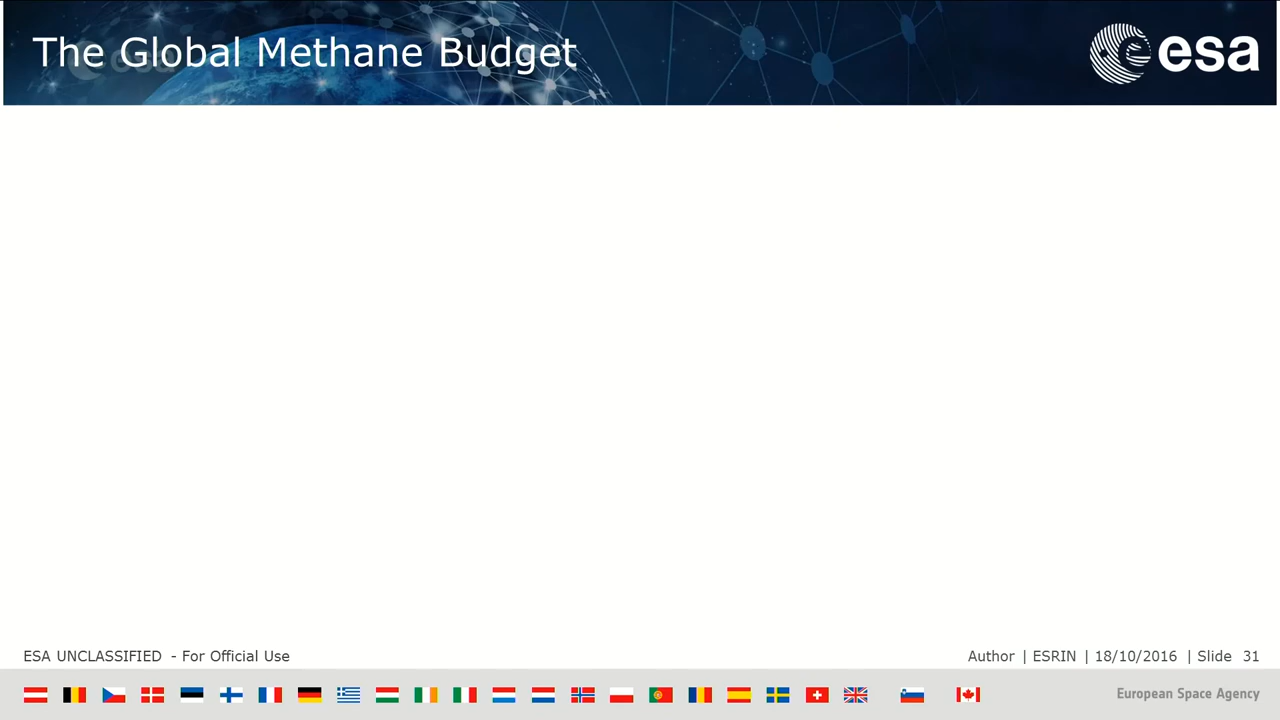 The Global Methane Budget
esa
ESA UNCLASSIFIED - For Official Use
Author | ESRIN | 18/10/2016 | Slide 31
European Space Agency